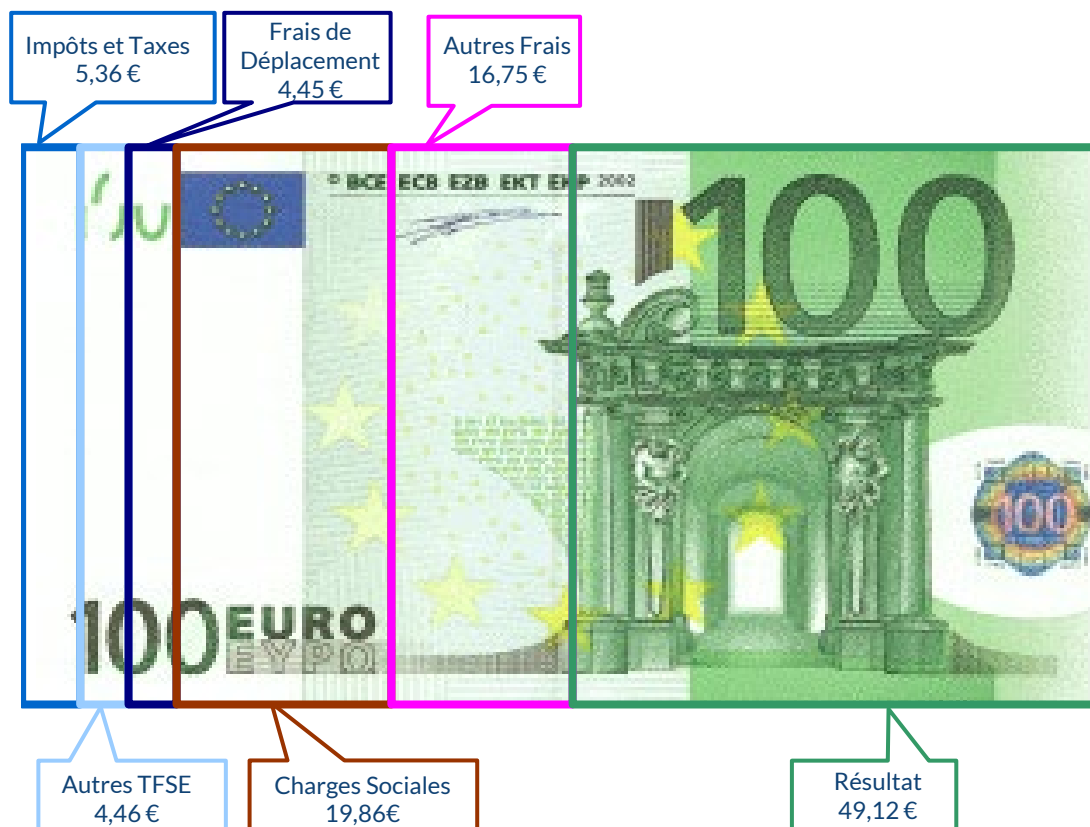 Impôts et Taxes
5,36 €
Frais de
Déplacement
4,45 €
Autres Frais
16,75 €
© BCE ECB EZB EKT EKP 2002
100
100
100 EURO
ΕΥΡΩ
Autres TFSE
4,46 €
Charges Sociales
19,86€
Résultat
49,12 €